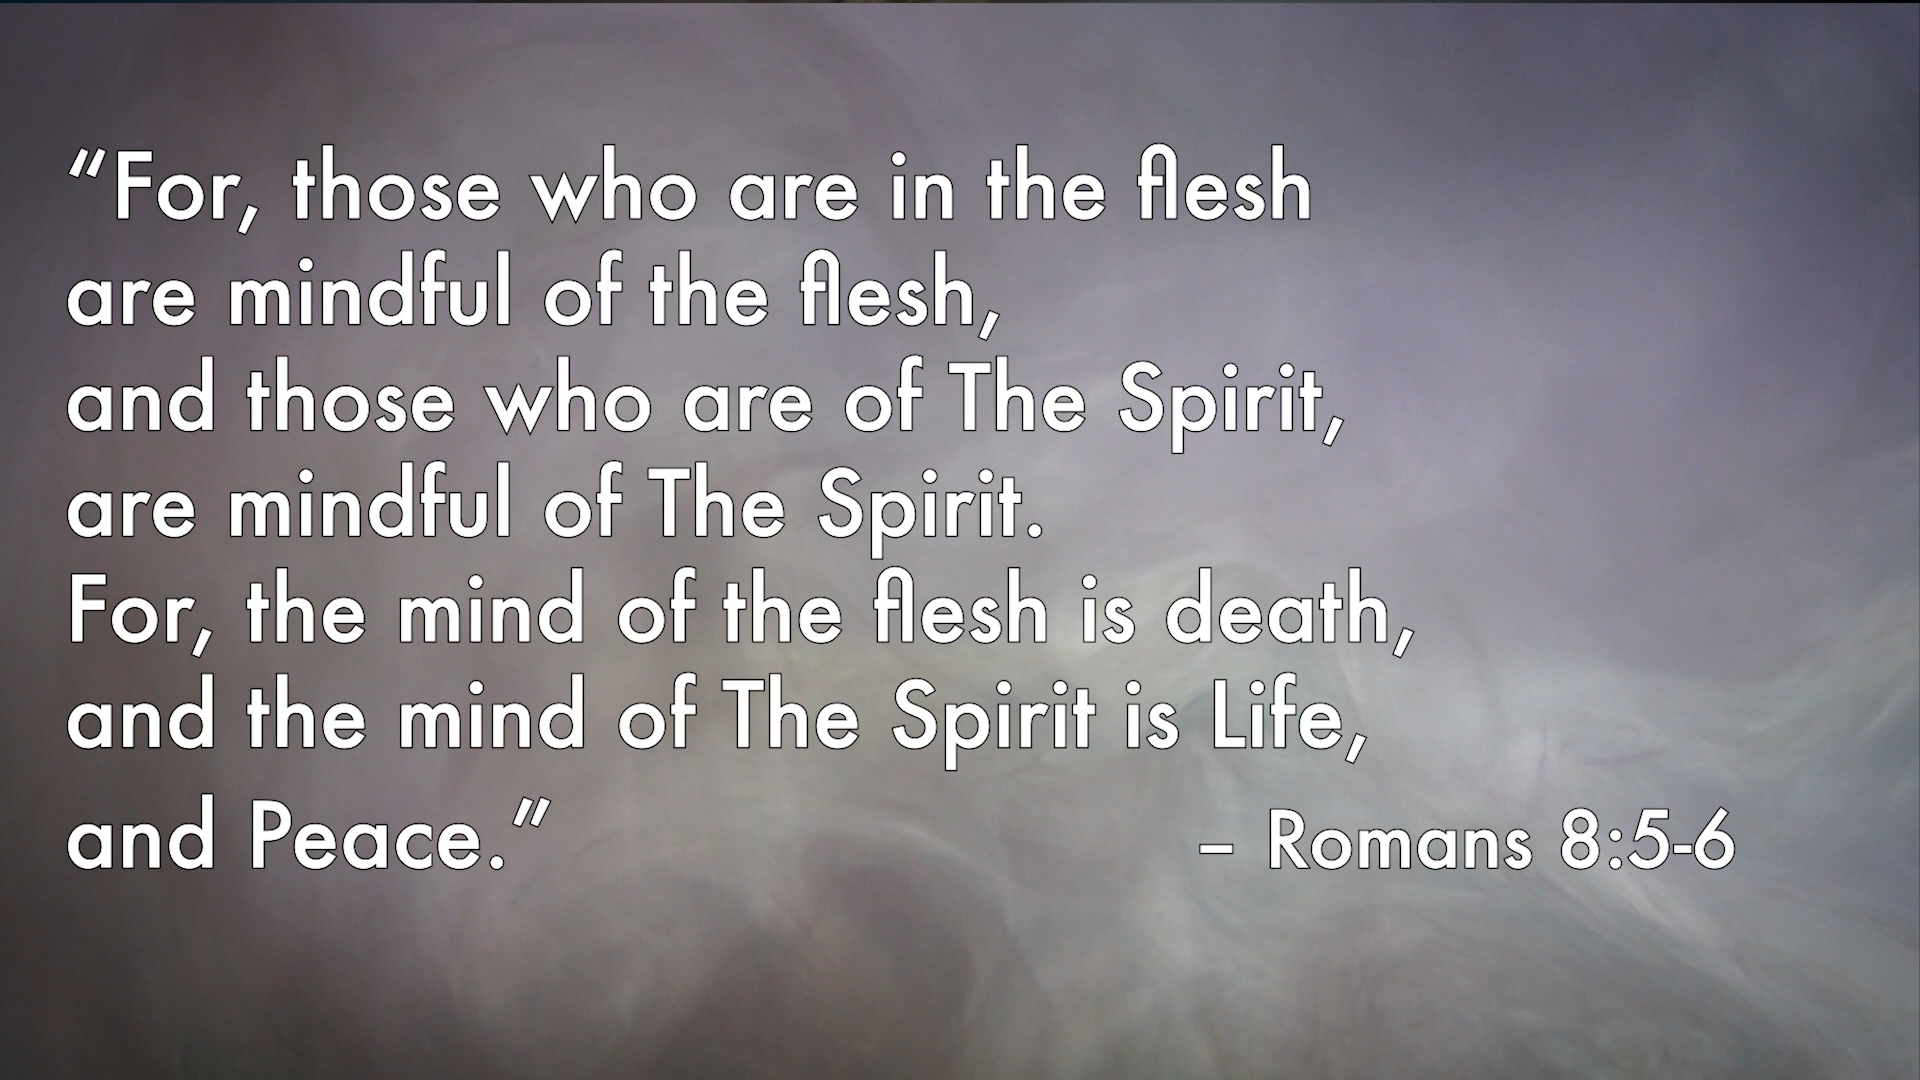 “For, those who are in the flesh
are mindful of the flesh,
and those who are of The Spirit,
are mindful of The Spirit.
For, the mind of the flesh is death,
and the mind of The Spirit is Life,
and Peace.” – Romans 8:5-6